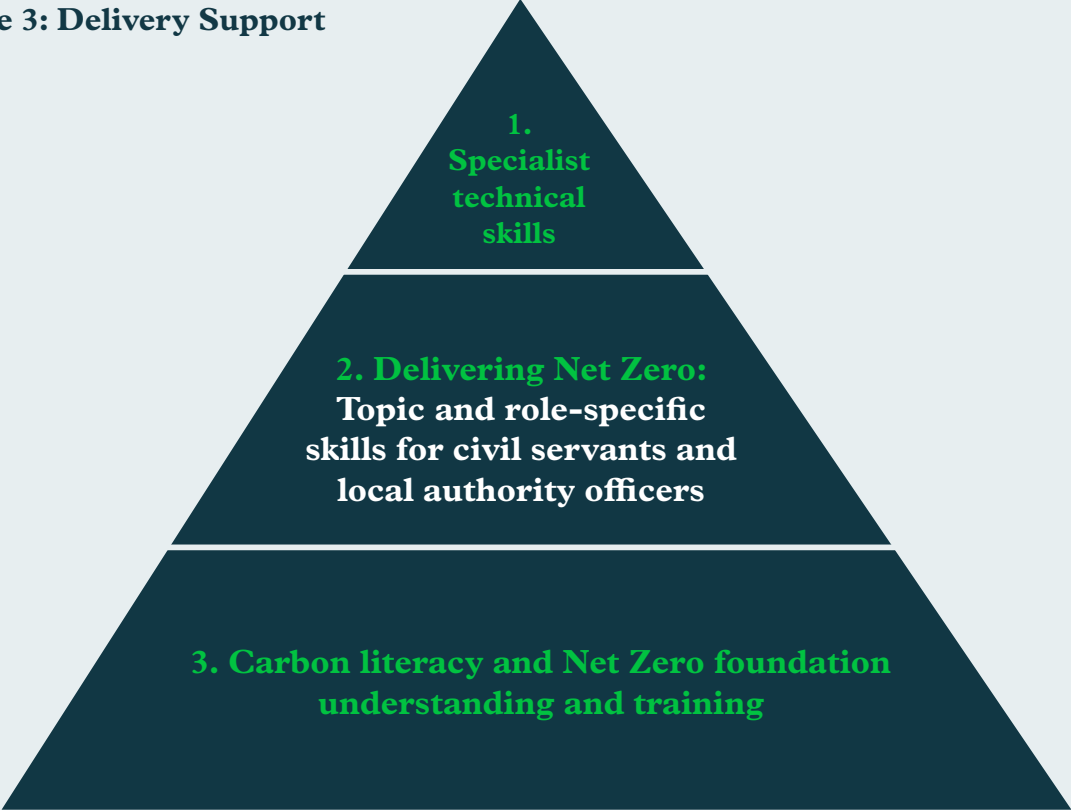 e 3: Delivery Support
1.
Specialist
technical
skills
2. Delivering Net Zero:
Topic and role-specific
skills for civil servants and
local authority officers
3. Carbon literacy and Net Zero foundation
understanding and training